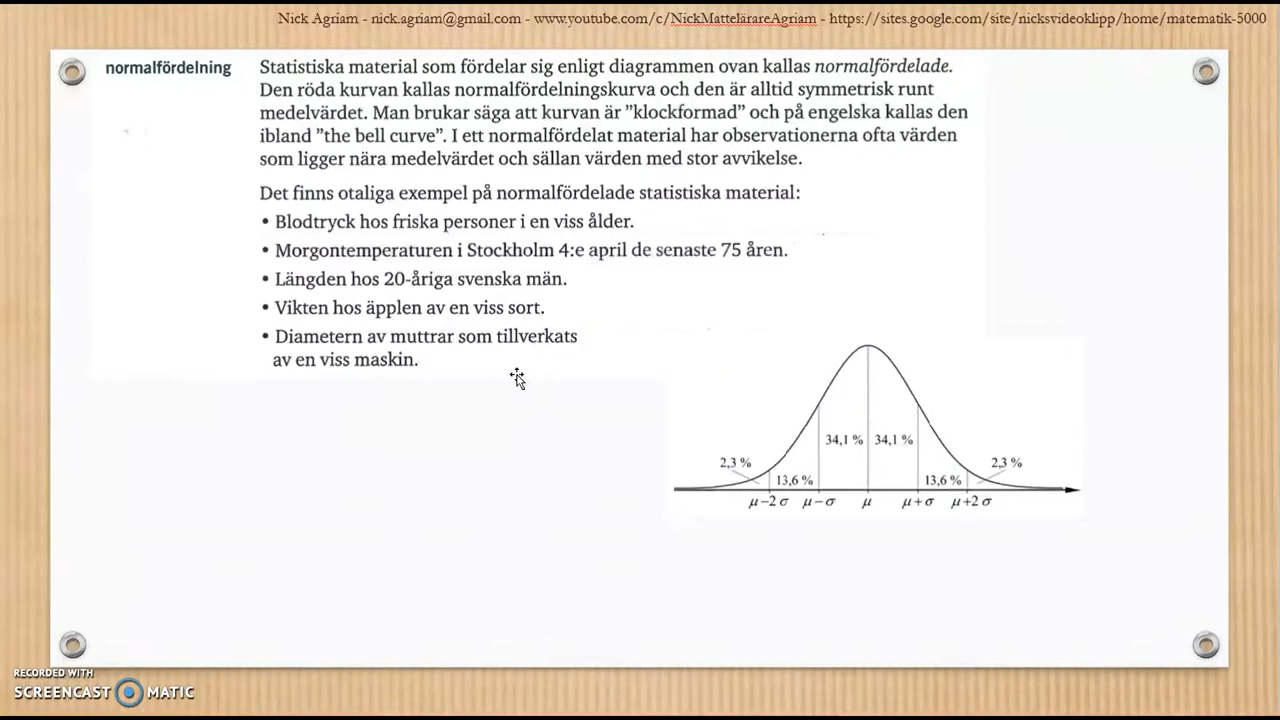 Nick Agriam - nick.agriam@gmail.com - www.youtube.com/c/NickMattelärareAgriam - https://sites.google.com/site/nicksvideoklipp/home/matematik-5000
normalfördelning
Statistiska material som fördelar sig enligt diagrammen ovan kallas normalfördelade.
Den röda kurvan kallas normalfördelningskurva och den är alltid symmetrisk runt
medelvärdet. Man brukar säga att kurvan är ”klockformad” och på engelska kallas den
ibland ”the bell curve”. I ett normalfördelat material har observationerna ofta värden
som ligger nära medelvärdet och sällan värden med stor avvikelse.
Det finns otaliga exempel på normalfördelade statistiska material:
• Blodtryck hos friska personer i en viss ålder.
• Morgontemperaturen i Stockholm 4:e april de senaste 75 åren.
• Längden hos 20-åriga svenska män.
• Vikten hos äpplen av en viss sort.
• Diametern av muttrar som tillverkats
av en viss maskin.
34,1 % 34,1 %
2,3 % 2,3 %
13,6 % 13,6 %
μ−2σ μ−σ μ μ+σ μ+2σ
RECORDED WITH
SCREENCAST MATIC